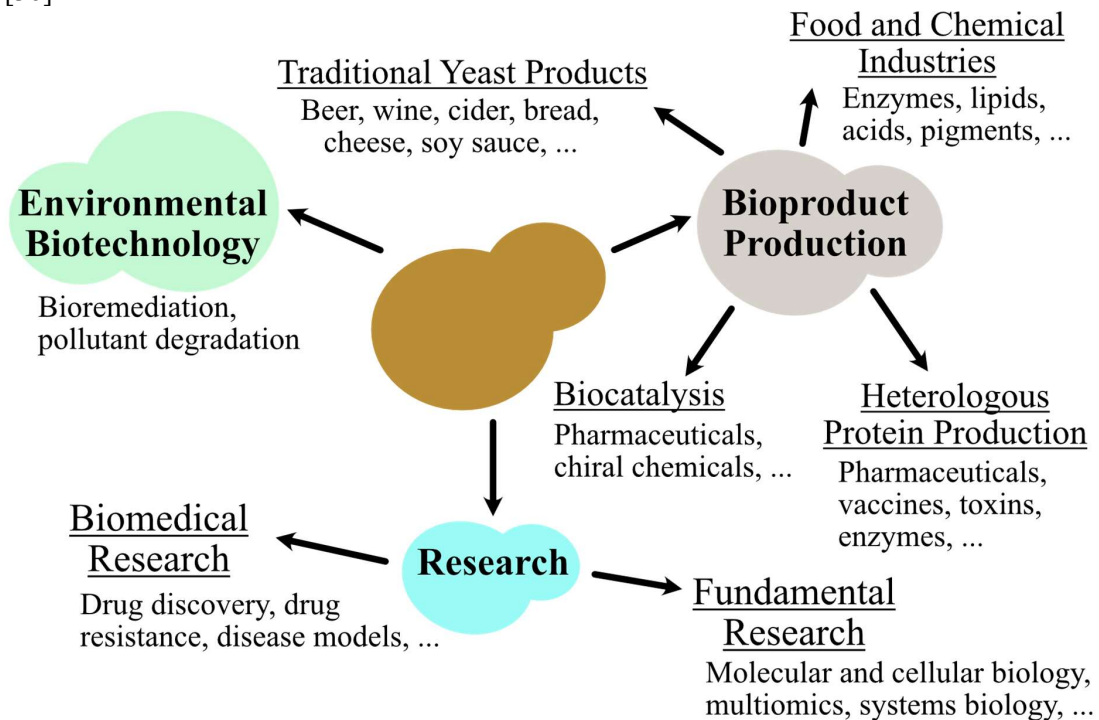 Food and Chemical
Industries
Enzymes, lipids,
acids, pigments, ...
Traditional Yeast Products
Beer, wine, cider, bread,
cheese, soy sauce, ...
Environmental
Biotechnology
Bioremediation,
pollutant degradation
Bioproduct
Production
Biocatalysis
Pharmaceuticals,
chiral chemicals, ...
Heterologous
Protein Production
Pharmaceuticals,
vaccines, toxins,
enzymes, ...
Research
Biomedical
Research
Drug discovery, drug
resistance, disease models, ...
Fundamental
Research
Molecular and cellular biology,
multiomics, systems biology, ...